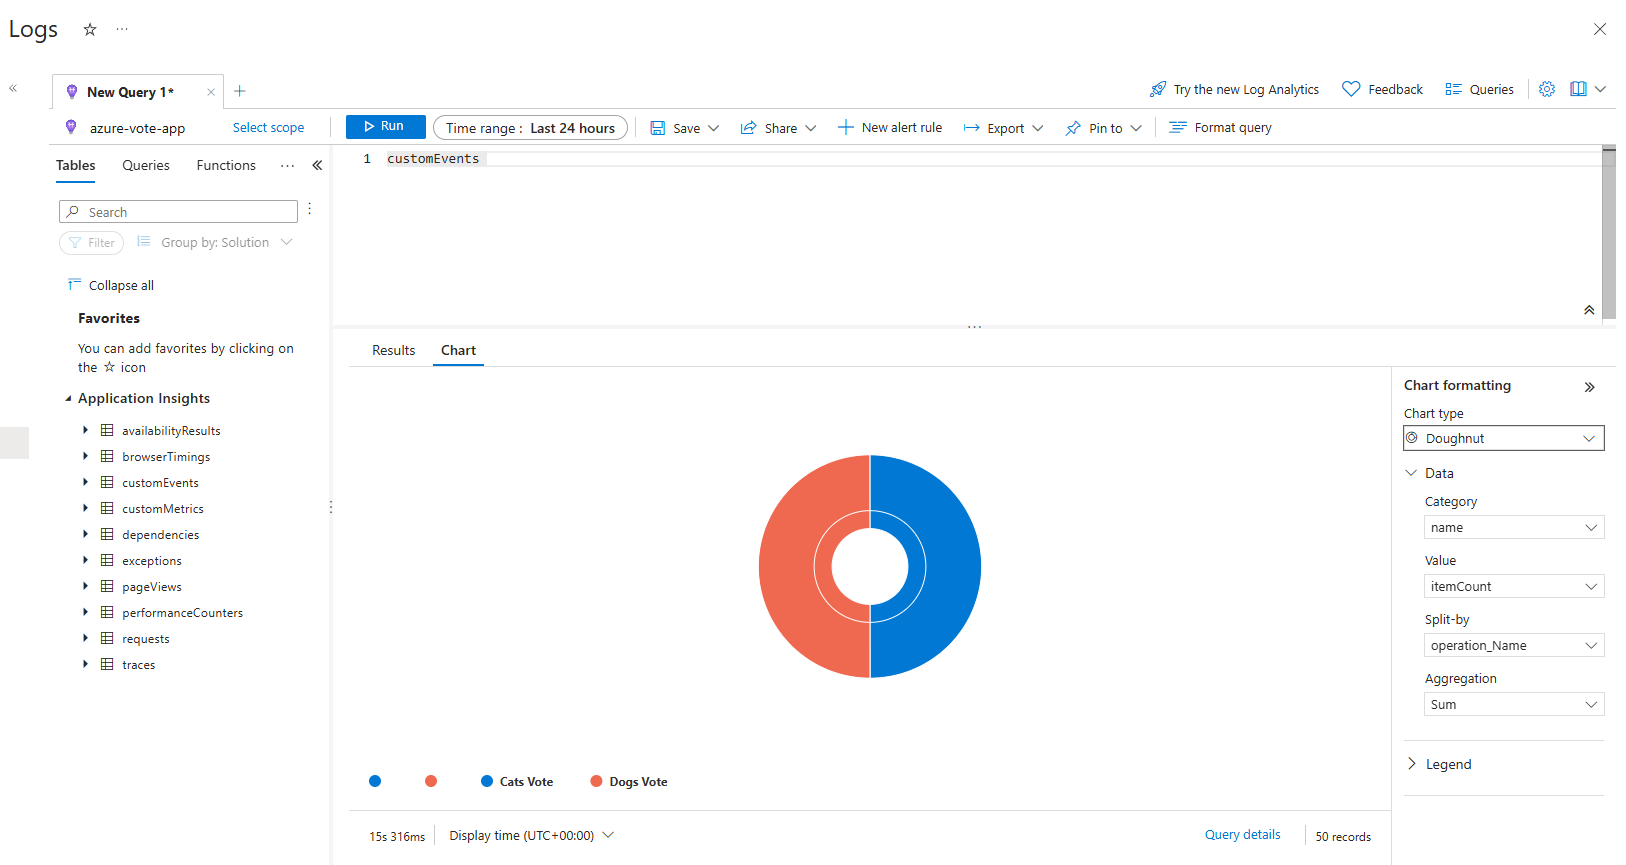 Logs
New Query 1*
Try the new Log Analytics
Feedback
Queries
azure-vote-app
Select scope
Run
Time range : Last 24 hours
Save
Share
New alert rule
Export
Pin to
Format query
Tables
Queries
Functions
1
customEvents
Search
Filter
Group by: Solution
Collapse all
Favorites
You can add favorites by clicking on
the ☆ icon
Application Insights
availabilityResults
browserTimings
customEvents
customMetrics
dependencies
exceptions
pageViews
performanceCounters
requests
traces
Results
Chart
Cats Vote
Dogs Vote
15s 316ms
Display time (UTC+00:00)
Query details
50 records
Chart formatting
Chart type
Doughnut
Data
Category
name
Value
itemCount
Split-by
operation_Name
Aggregation
Sum
Legend